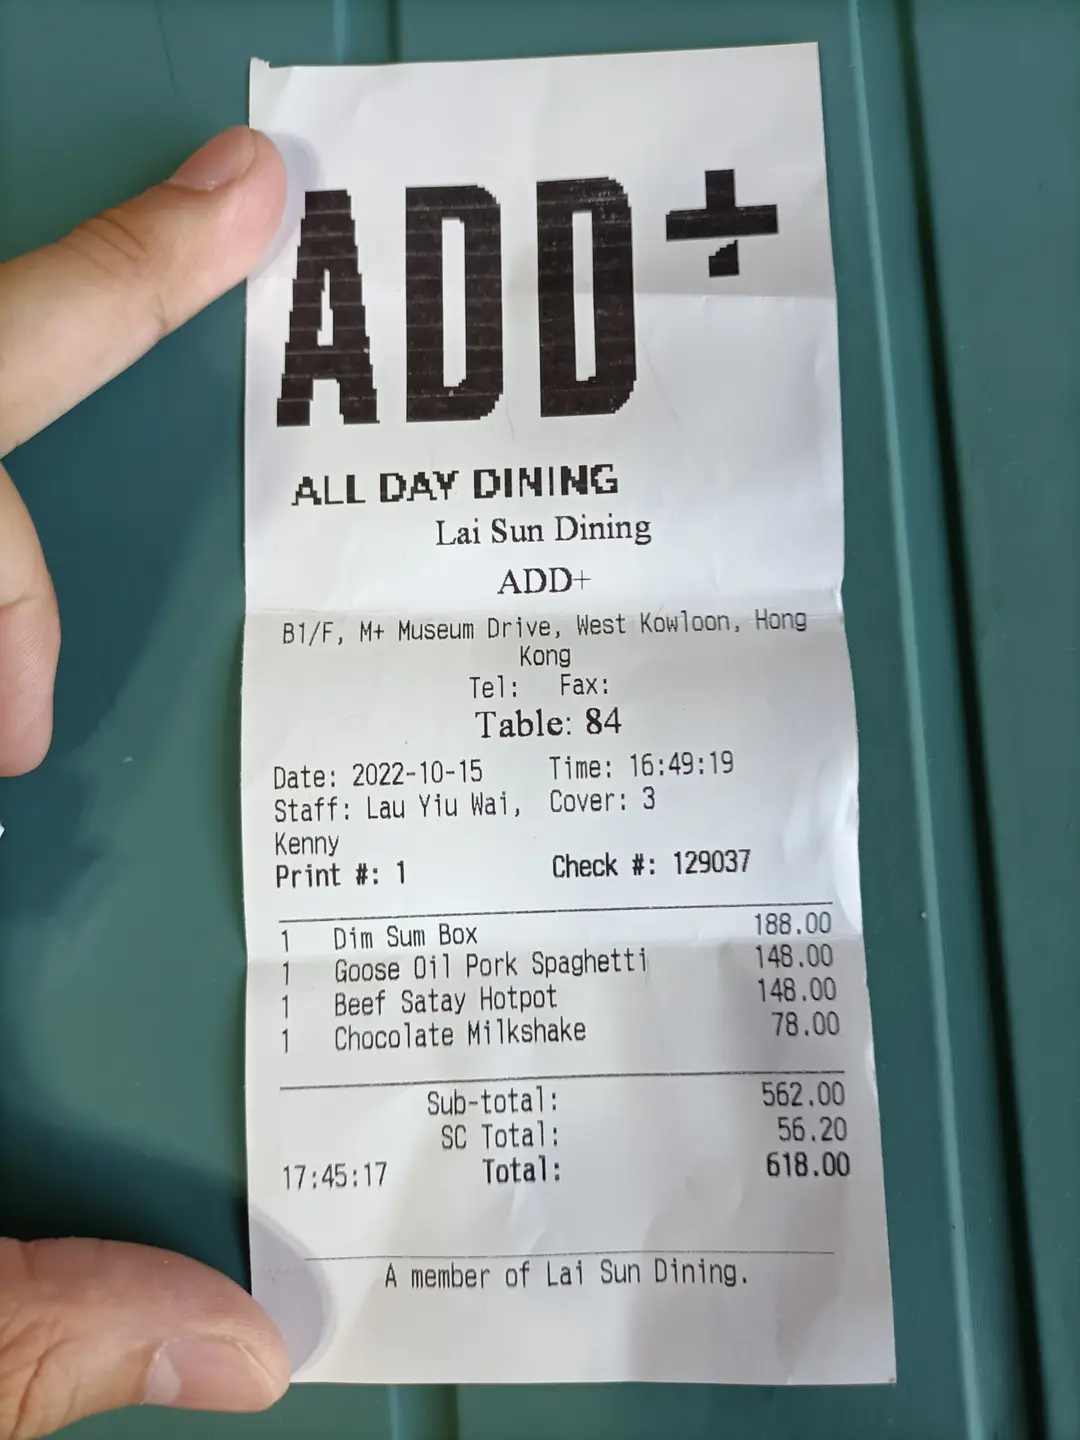 ADD+
ALL DAY DINING
Lai Sun Dining
ADD+
B1/F, M+ Museum Drive, West Kowloon, Hong
Kong
Tel: Fax:
Table: 84
Date: 2022-10-15 Time: 16:49:19
Staff: Lau Yiu Wai, Cover: 3
Kenny
Print #: 1 Check #: 129037
1 Dim Sum Box 188.00
1 Goose Oil Pork Spaghetti 148.00
1 Beef Satay Hotpot 148.00
1 Chocolate Milkshake 78.00
Sub-total: 562.00
SC Total: 56.20
17:45:17 Total: 618.00
A member of Lai Sun Dining.